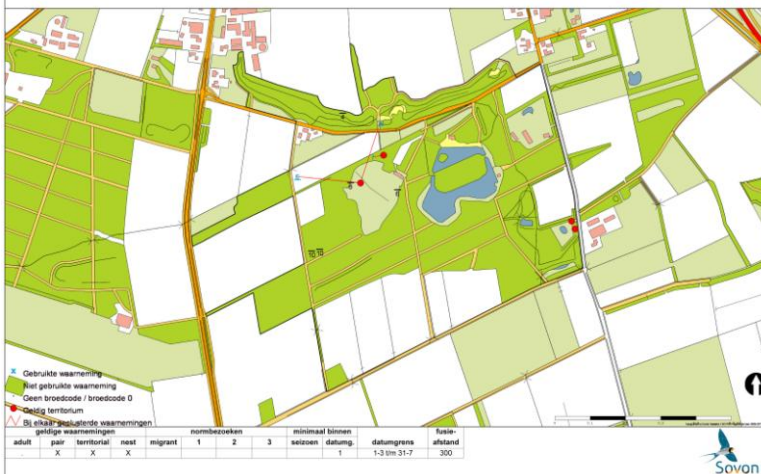 Gebruikte waarneming
Niet gebruikte waarneming
Geen broedcode / broedcode 0
Geldig territorium
Bij elkaar geclusterde waarnemingen
geldige waarnemingen normbezoeken minimaal binnen fusie-
adult pair territorial nest migrant 1 2 3 seizoen datumg. datumgrens afstand
. X X X 1 1-3 t/m 31-7 300
Sovon